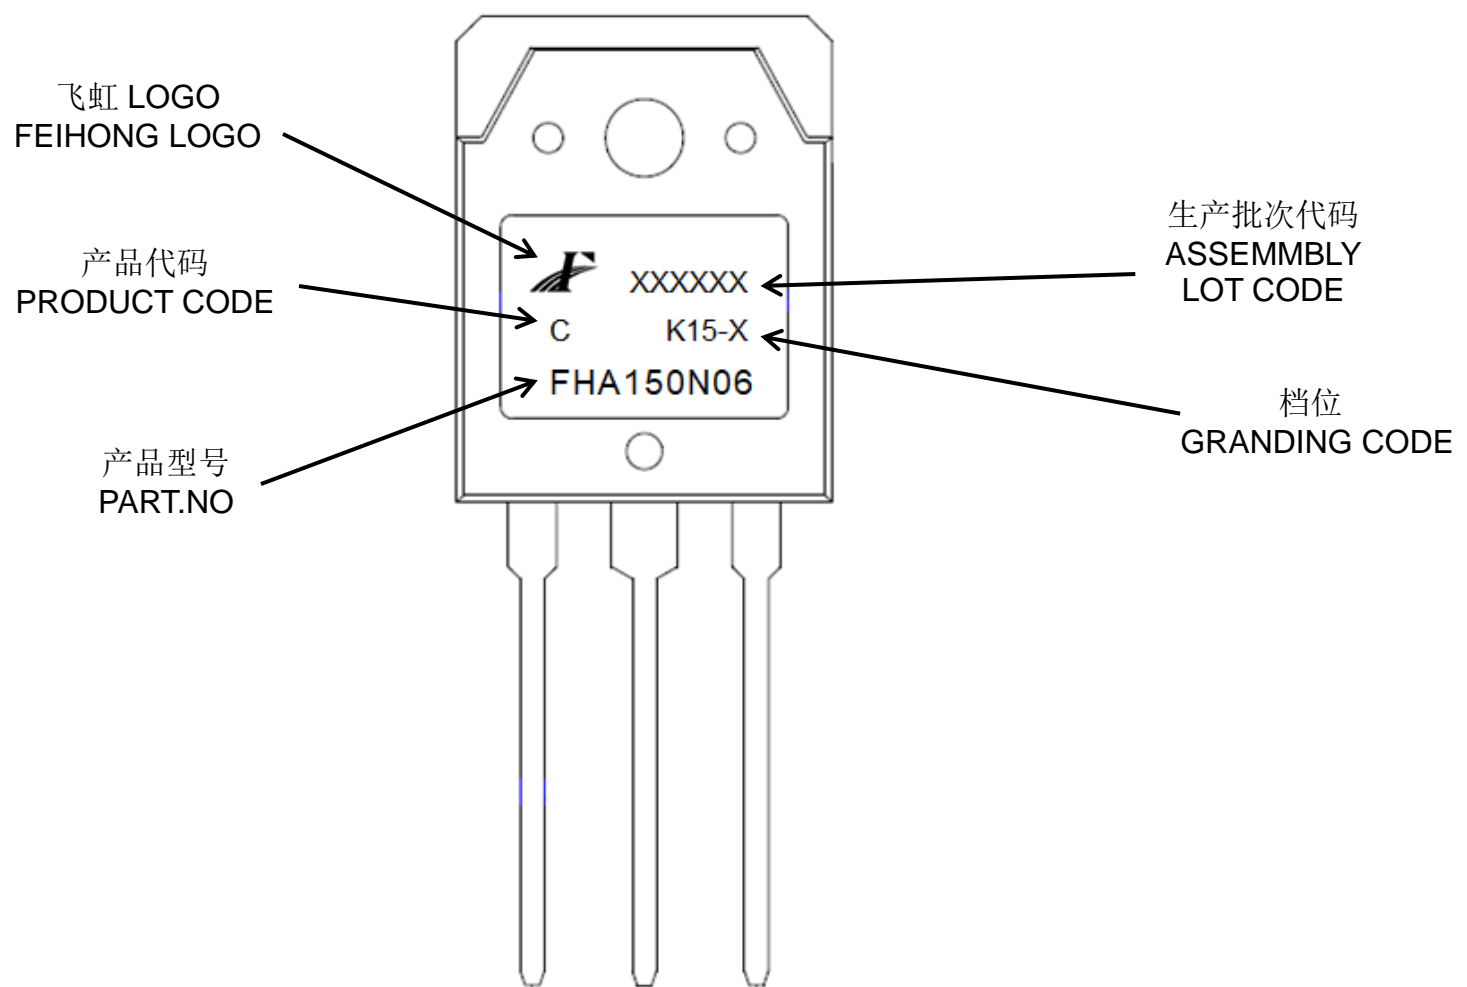 飞虹 LOGO
FEIHONG LOGO
产品代码
PRODUCT CODE
产品型号
PART.NO
XXXXXX
C K15-X
FHA150N06
生产批次代码
ASSEMMBLY
LOT CODE
档位
GRANDING CODE